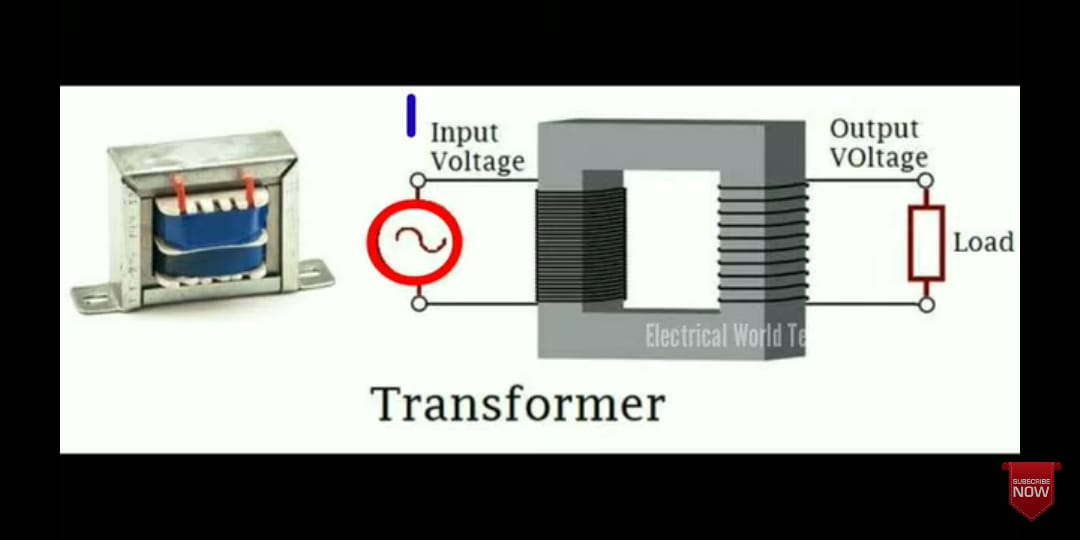 Input
Voltage
Output
VOltage
Load
Electrical World Te
Transformer
SUBSCRIBE
NOW